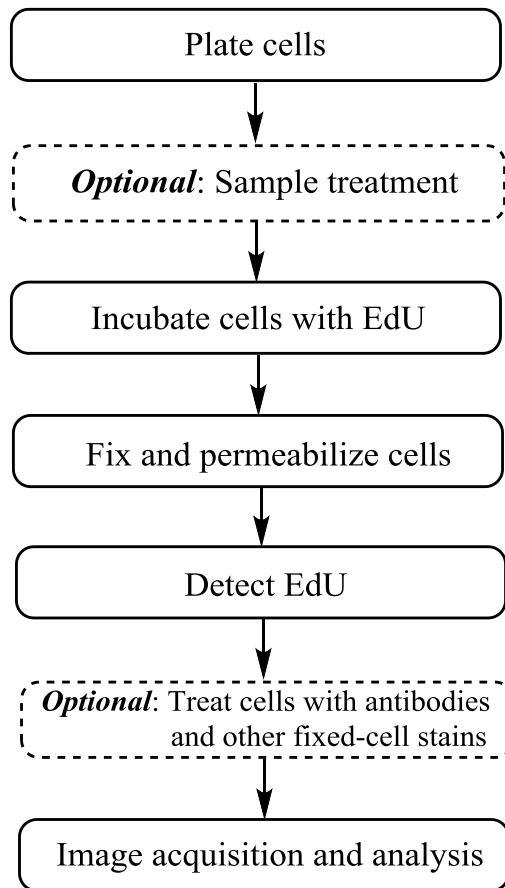 Plate cells
Optional: Sample treatment
Incubate cells with EdU
Fix and permeabilize cells
Detect EdU
Optional: Treat cells with antibodies
and other fixed-cell stains
Image acquisition and analysis